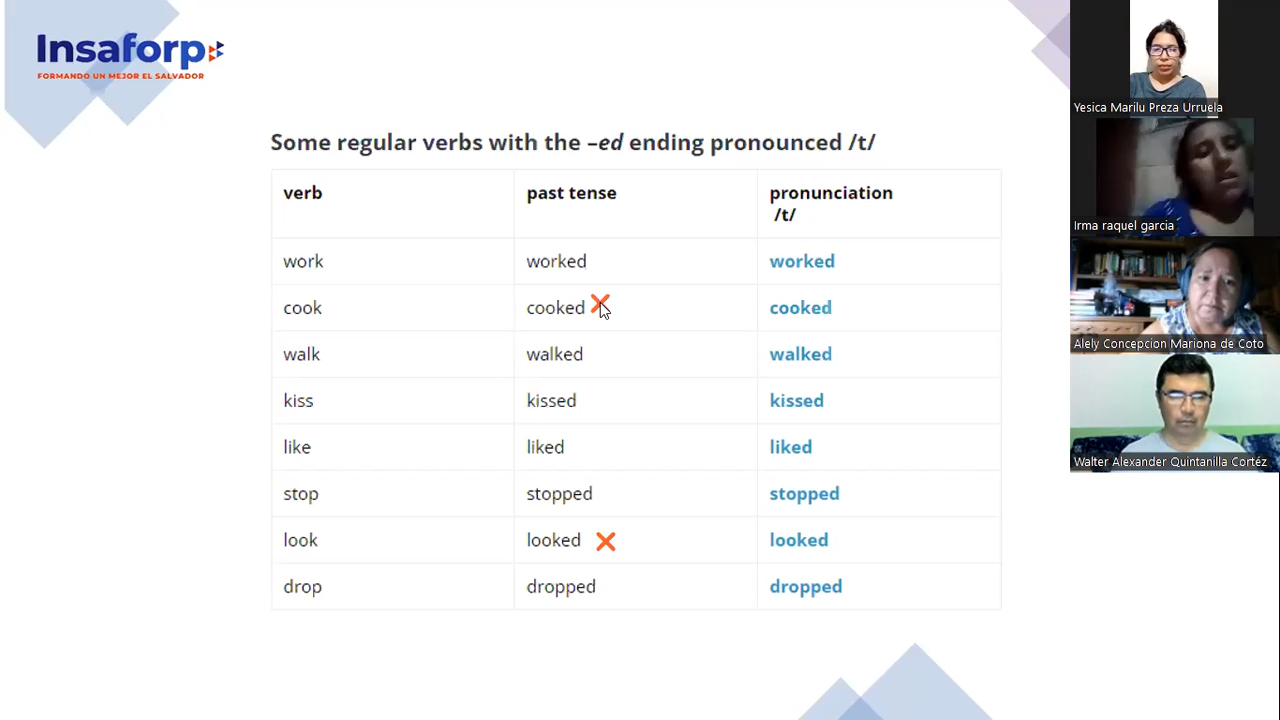 Insaforp
FORMANDO UN MEJOR EL SALVADOR
Some regular verbs with the –ed ending pronounced /t/
verb past tense pronunciation
/t/
work worked worked
cook cooked cooked
walk walked walked
kiss kissed kissed
like liked liked
stop stopped stopped
look looked looked
drop dropped dropped
Yesica Marilu Preza Urruela
Irma raquel garcia
Alely Concepcion Mariona de Coto
Walter Alexander Quintanilla Cortéz